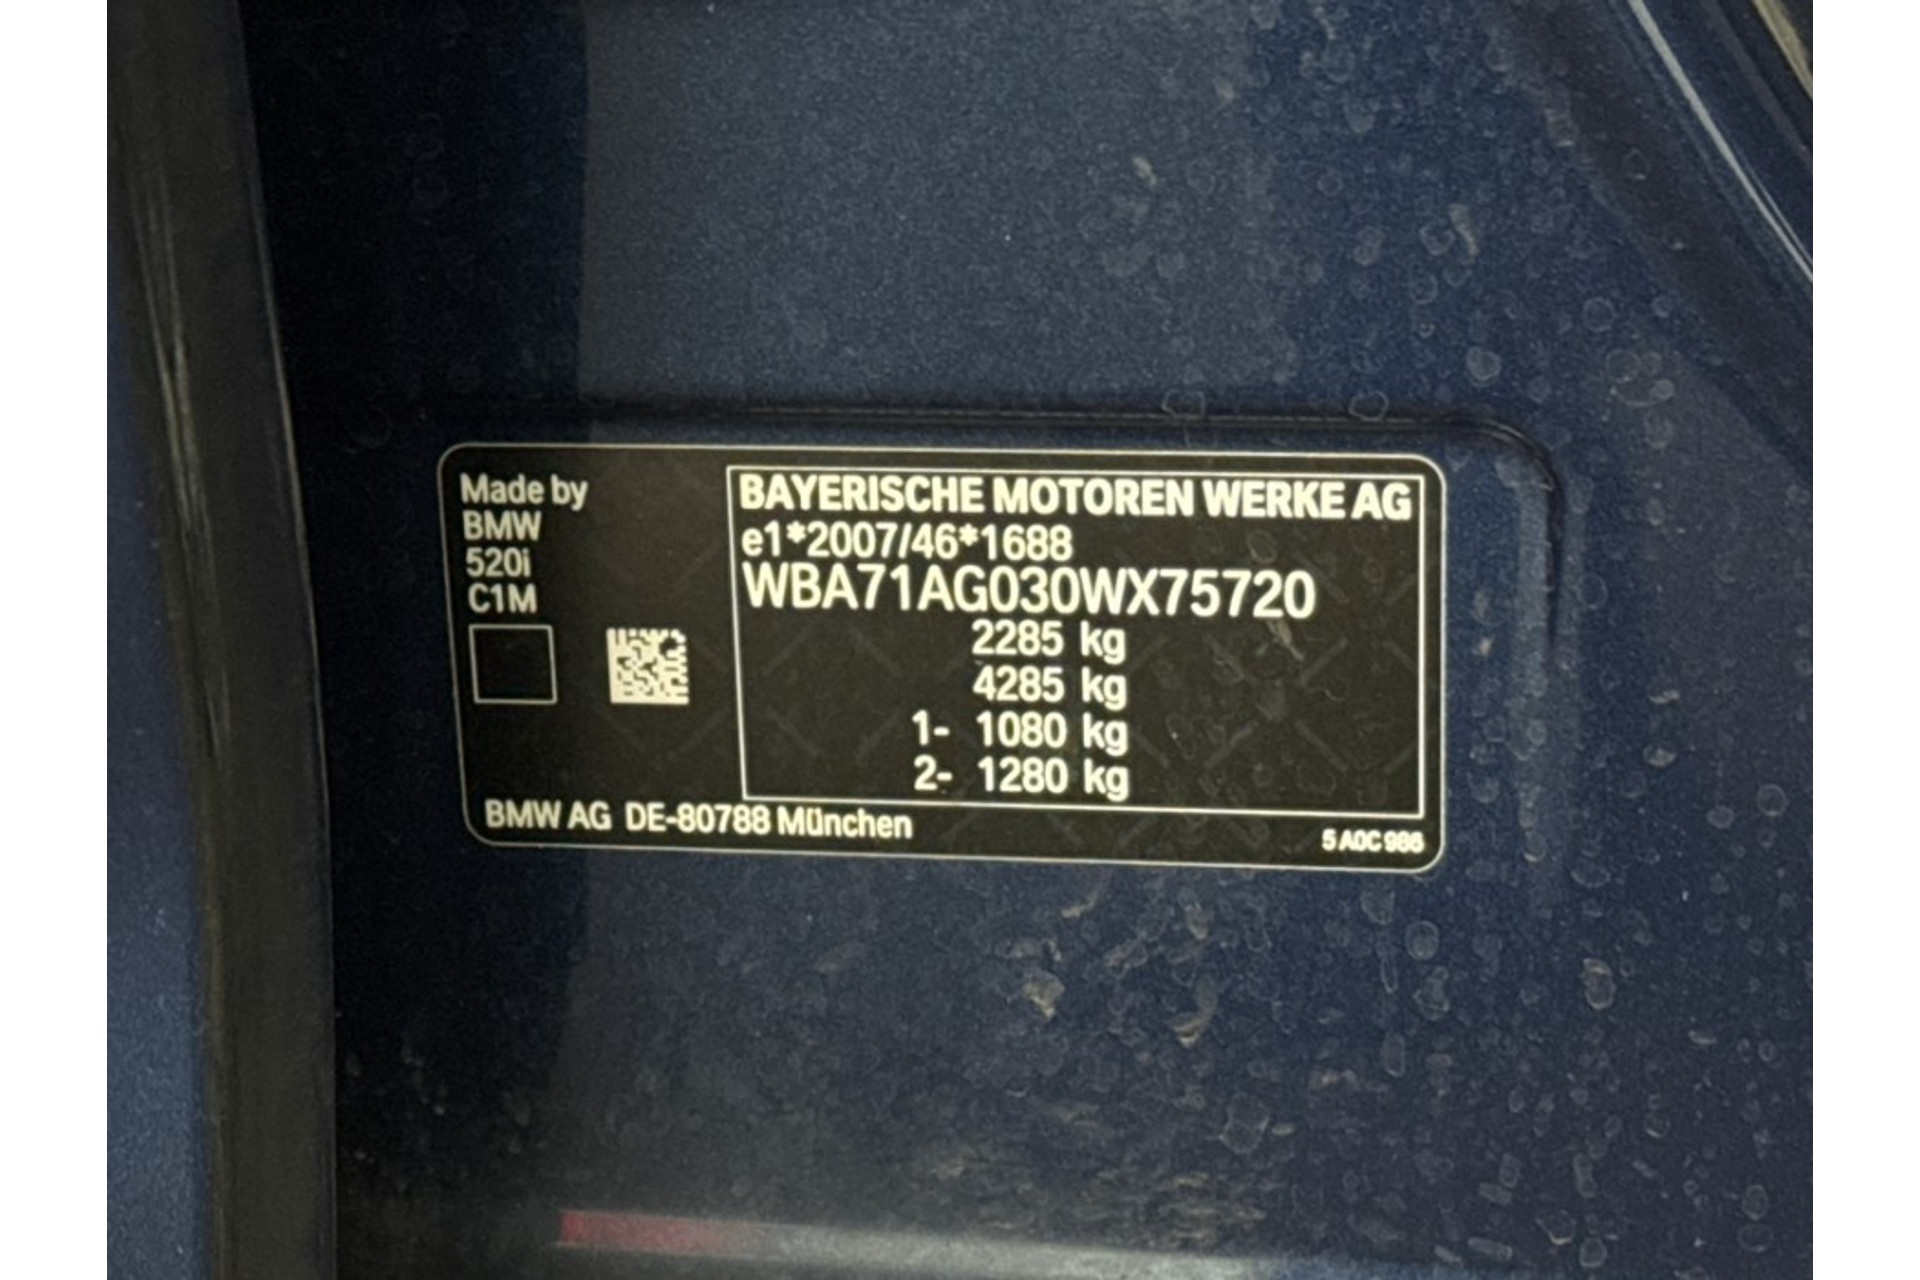 Made by
BMW
520i
C1M
BAYERISCHE MOTOREN WERKE AG
e1*2007/46*1688
WBA71AG030WX75720
2285 kg
4285 kg
1- 1080 kg
2- 1280 kg
BMW AG DE-80788 München
5 A0C 986